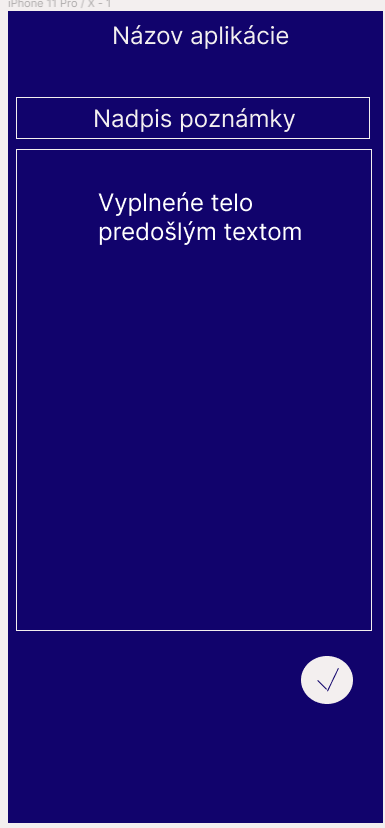 iPhone 11 Pro / X - 1
Názov aplikácie
Nadpis poznámky
Vyplneńe telo
predošlým textom